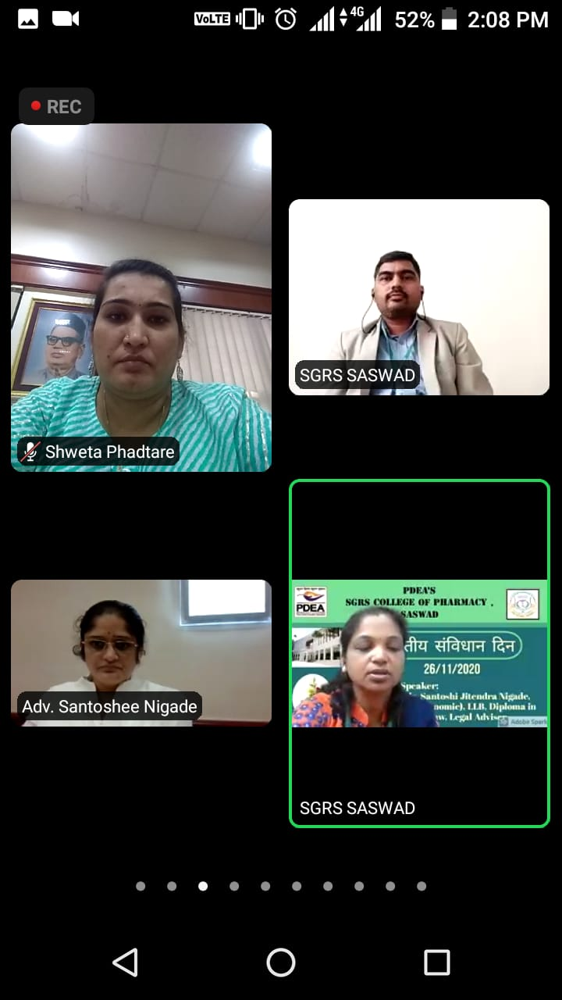 VoLTE 4G 52% 2:08 PM
REC
Shweta Phadtare
SGRS SASWAD
Adv. Santoshee Nigade
PDEA'S
SGRS COLLEGE OF PHARMACY ,
SASWAD
PDEA
तीय संविधान दिन
26/11/2020
Speaker:
Santoshi Jitendra Nigade,
nomic), LLB, Diploma in
Legal Advis
Adobe Spark
SGRS SASWAD